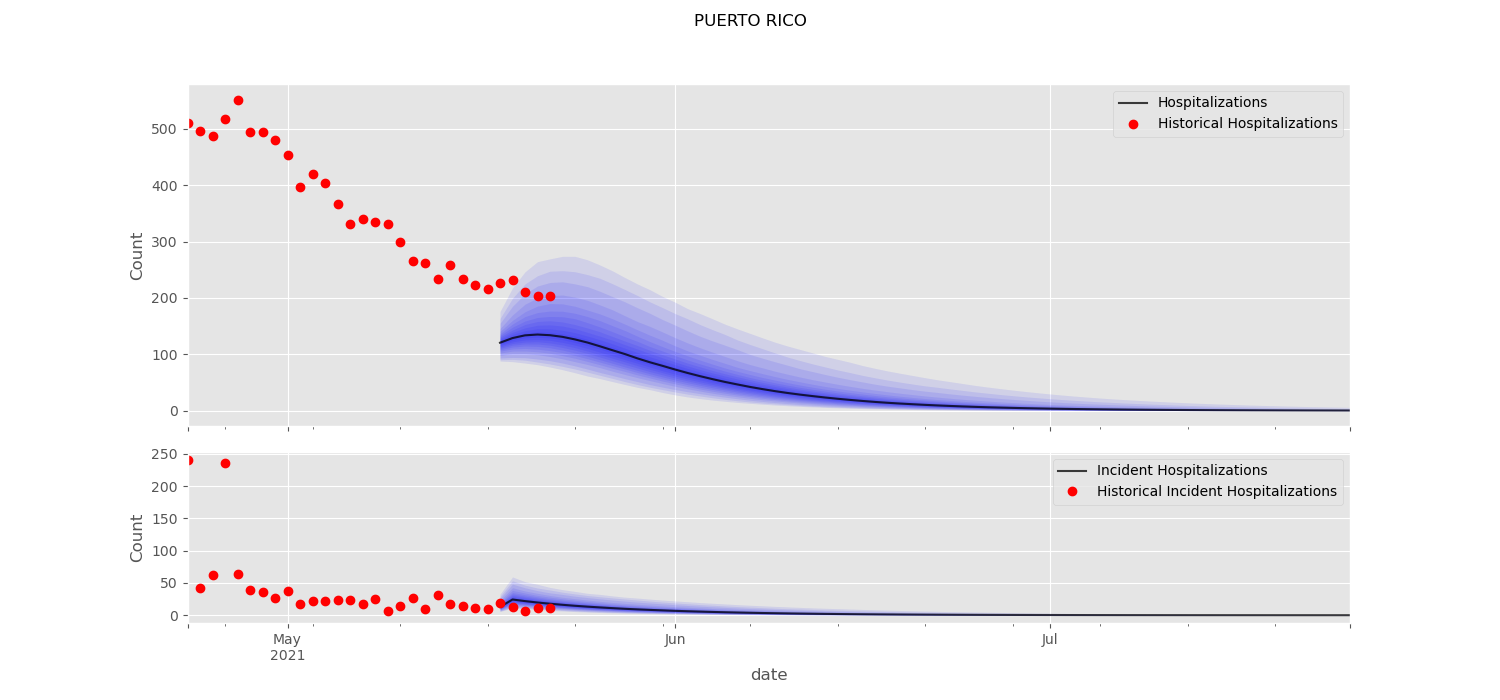 PUERTO RICO
Hospitalizations
Historical Hospitalizations
500
400
300
200
100
0
Count
Incident Hospitalizations
Historical Incident Hospitalizations
250
200
150
100
50
0
Count
May
2021
Jun
Jul
date